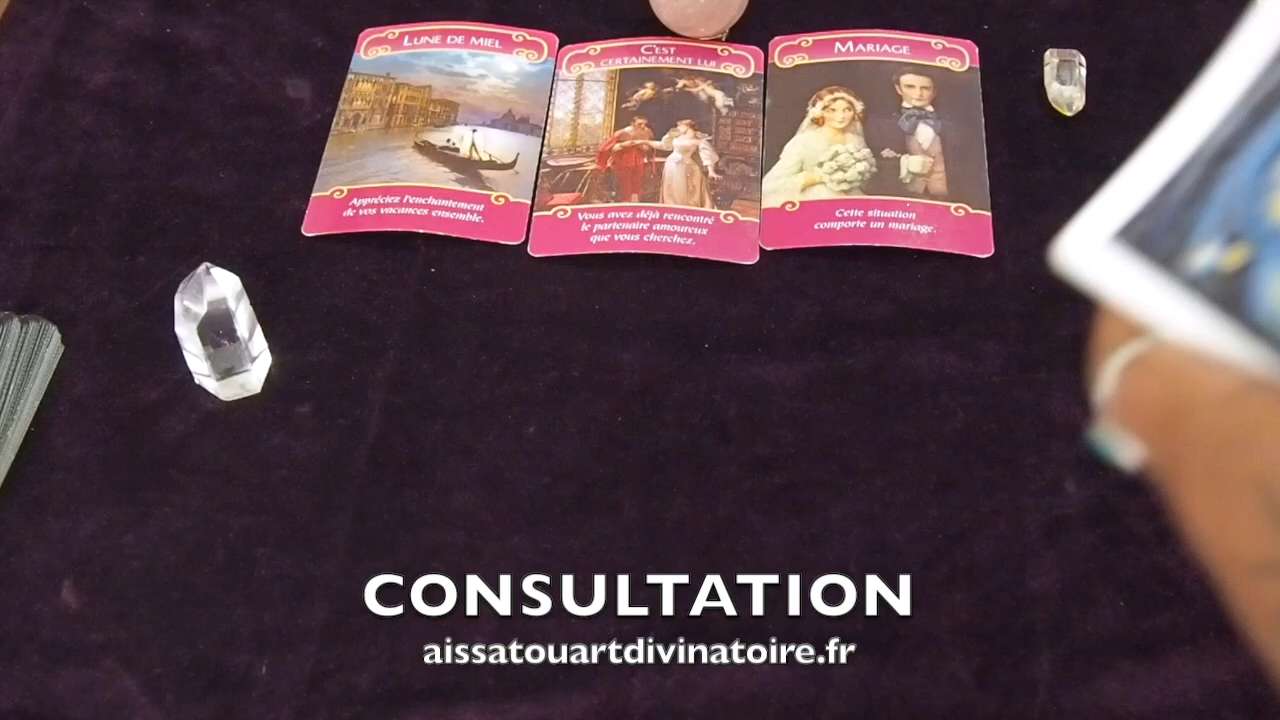 LUNE DE MIEL
Appréciez l'enchantement
de vos vacances ensemble.
C'EST
CERTAINEMENT LUI
Vous avez déjà rencontré
le partenaire amoureux
que vous cherchez.
MARIAGE
Cette situation
comporte un mariage.
CONSULTATION
aissatouartdivinatoire.fr